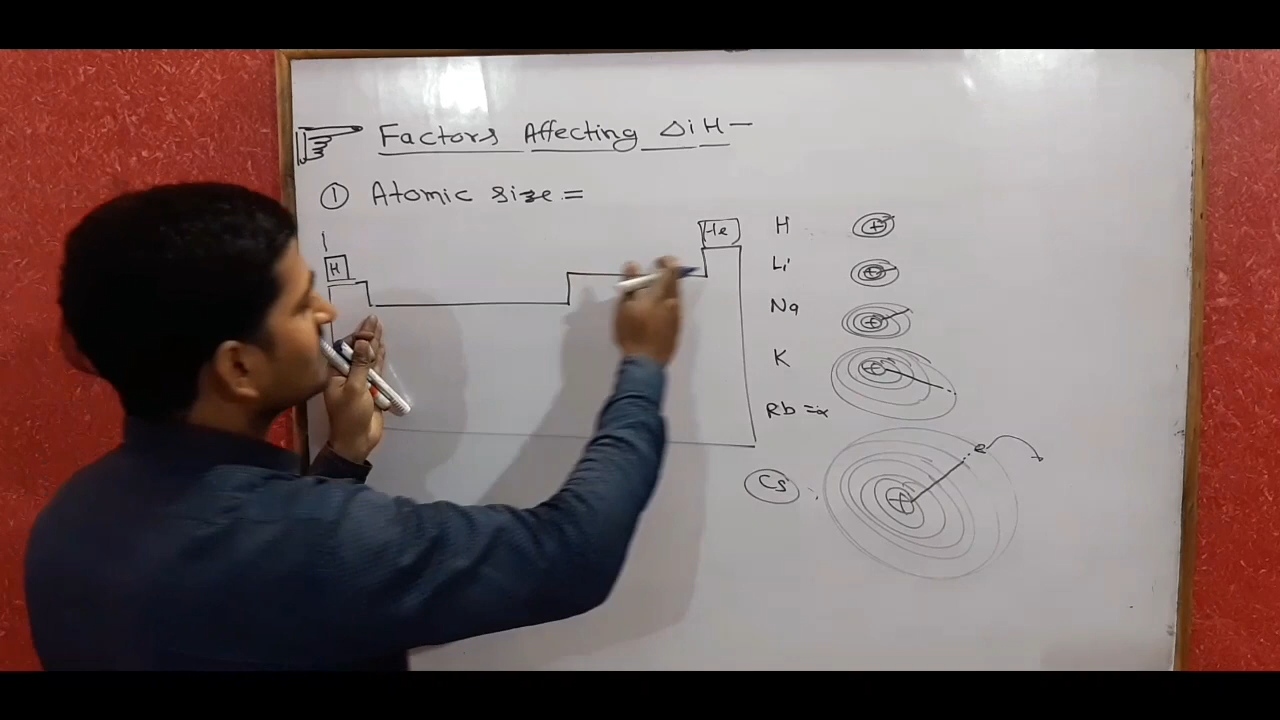 Factors Affecting ΔiH-
① Atomic size =
H
He
H +
Li +
Na +
K +
Rb =
Cs : + e